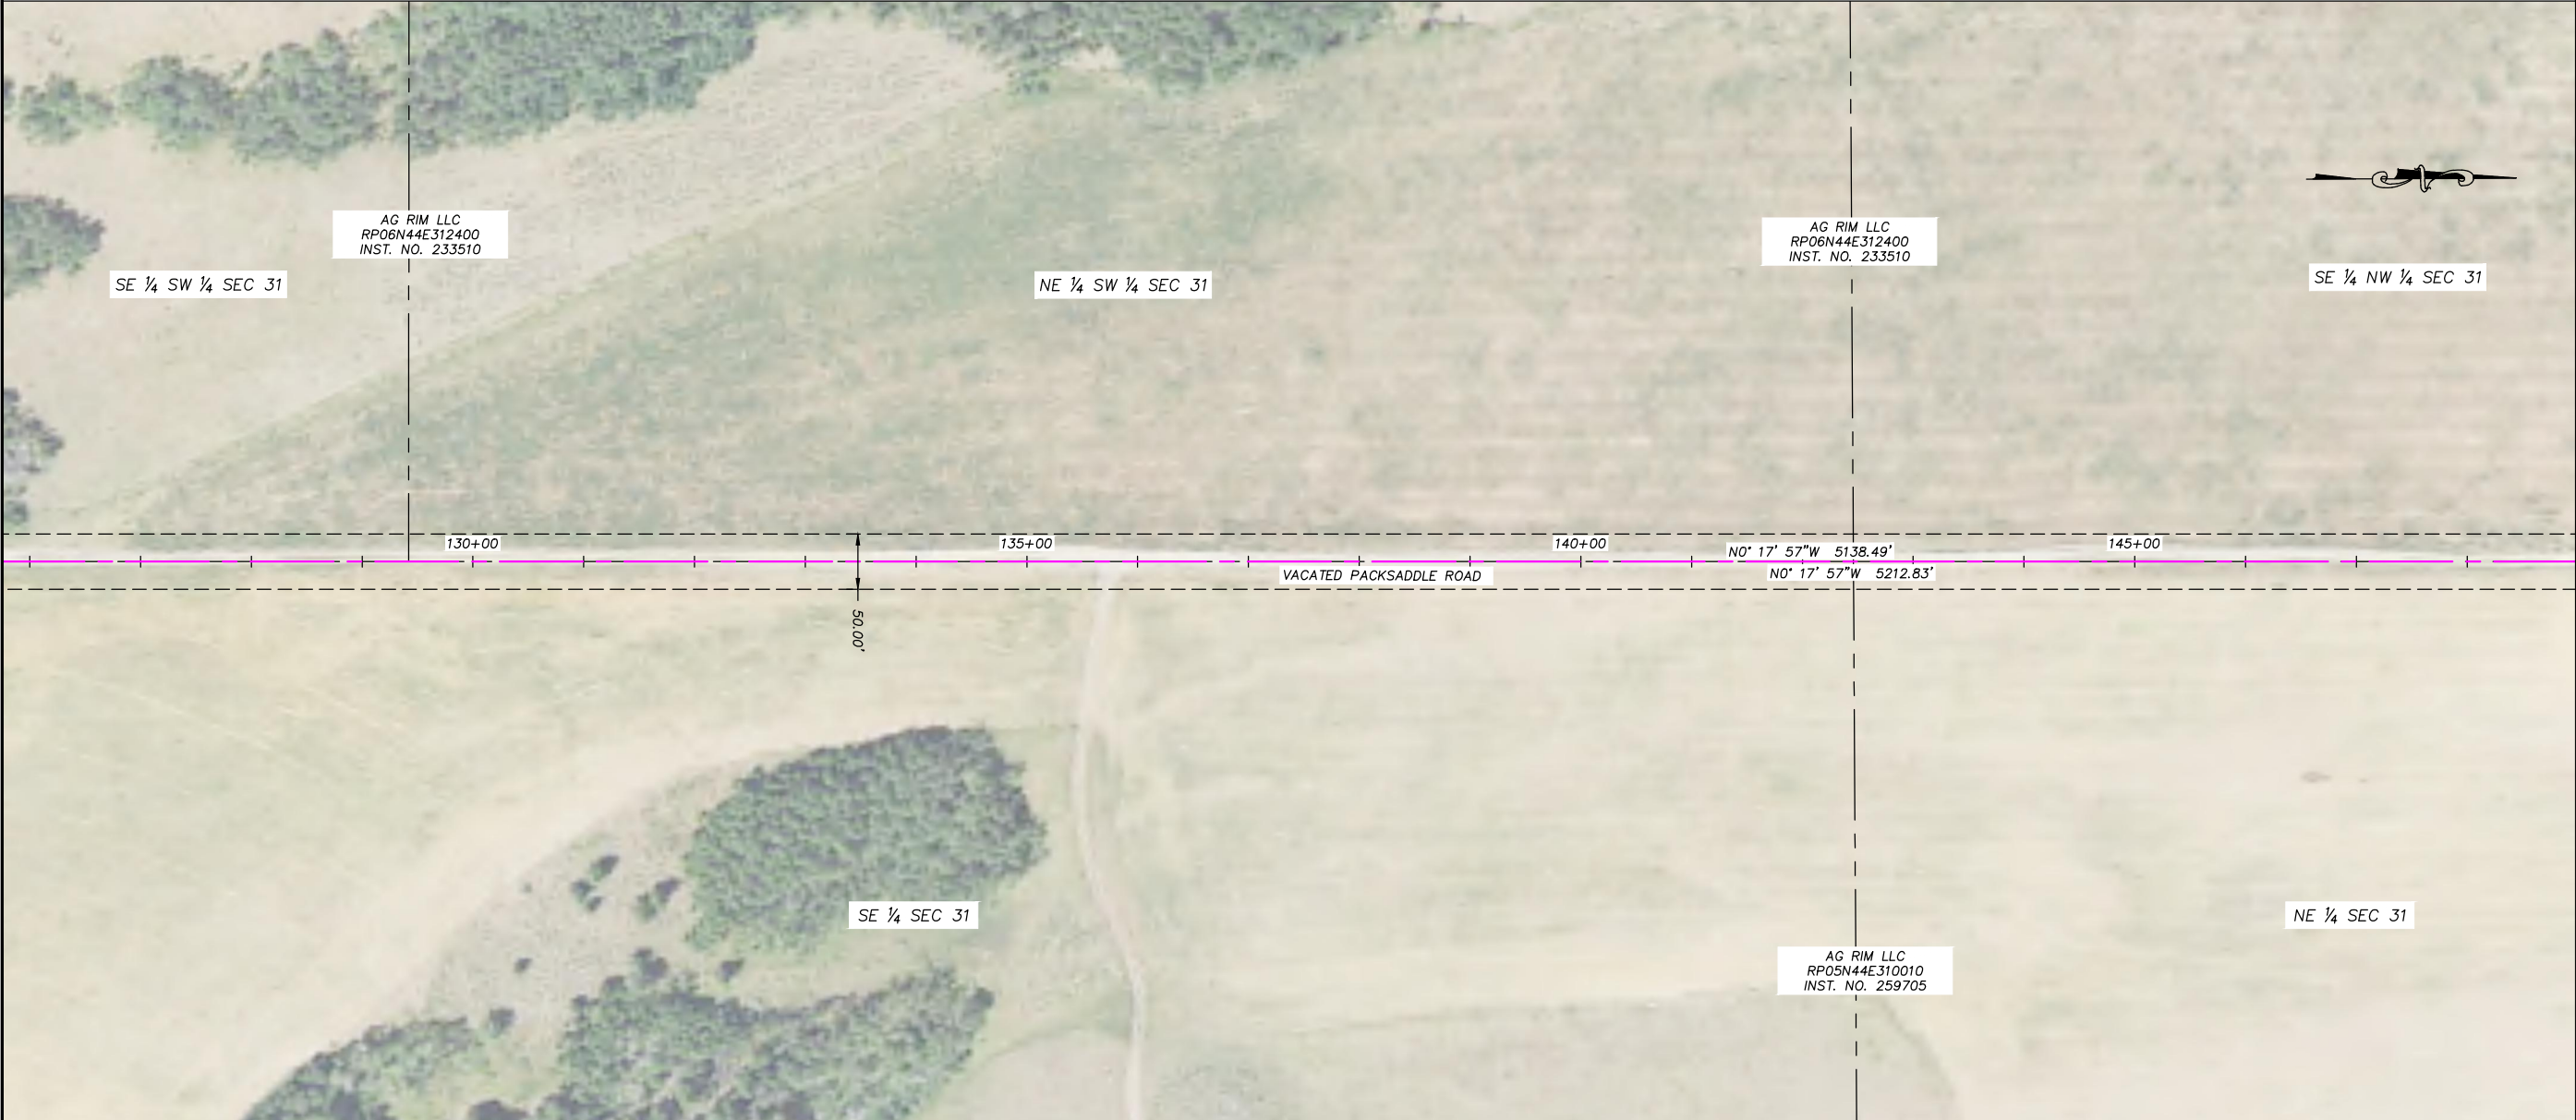 AG RIM LLC
RP06N44E312400
INST. NO. 233510
AG RIM LLC
RP06N44E312400
INST. NO. 233510
SE ¼ SW ¼ SEC 31
NE ¼ SW ¼ SEC 31
SE ¼ NW ¼ SEC 31
130+00
135+00
140+00
145+00
N0° 17' 57"W 5138.49'
VACATED PACKSADDLE ROAD
N0° 17' 57"W 5212.83'
50.00'
SE ¼ SEC 31
NE ¼ SEC 31
AG RIM LLC
RP05N44E310010
INST. NO. 259705